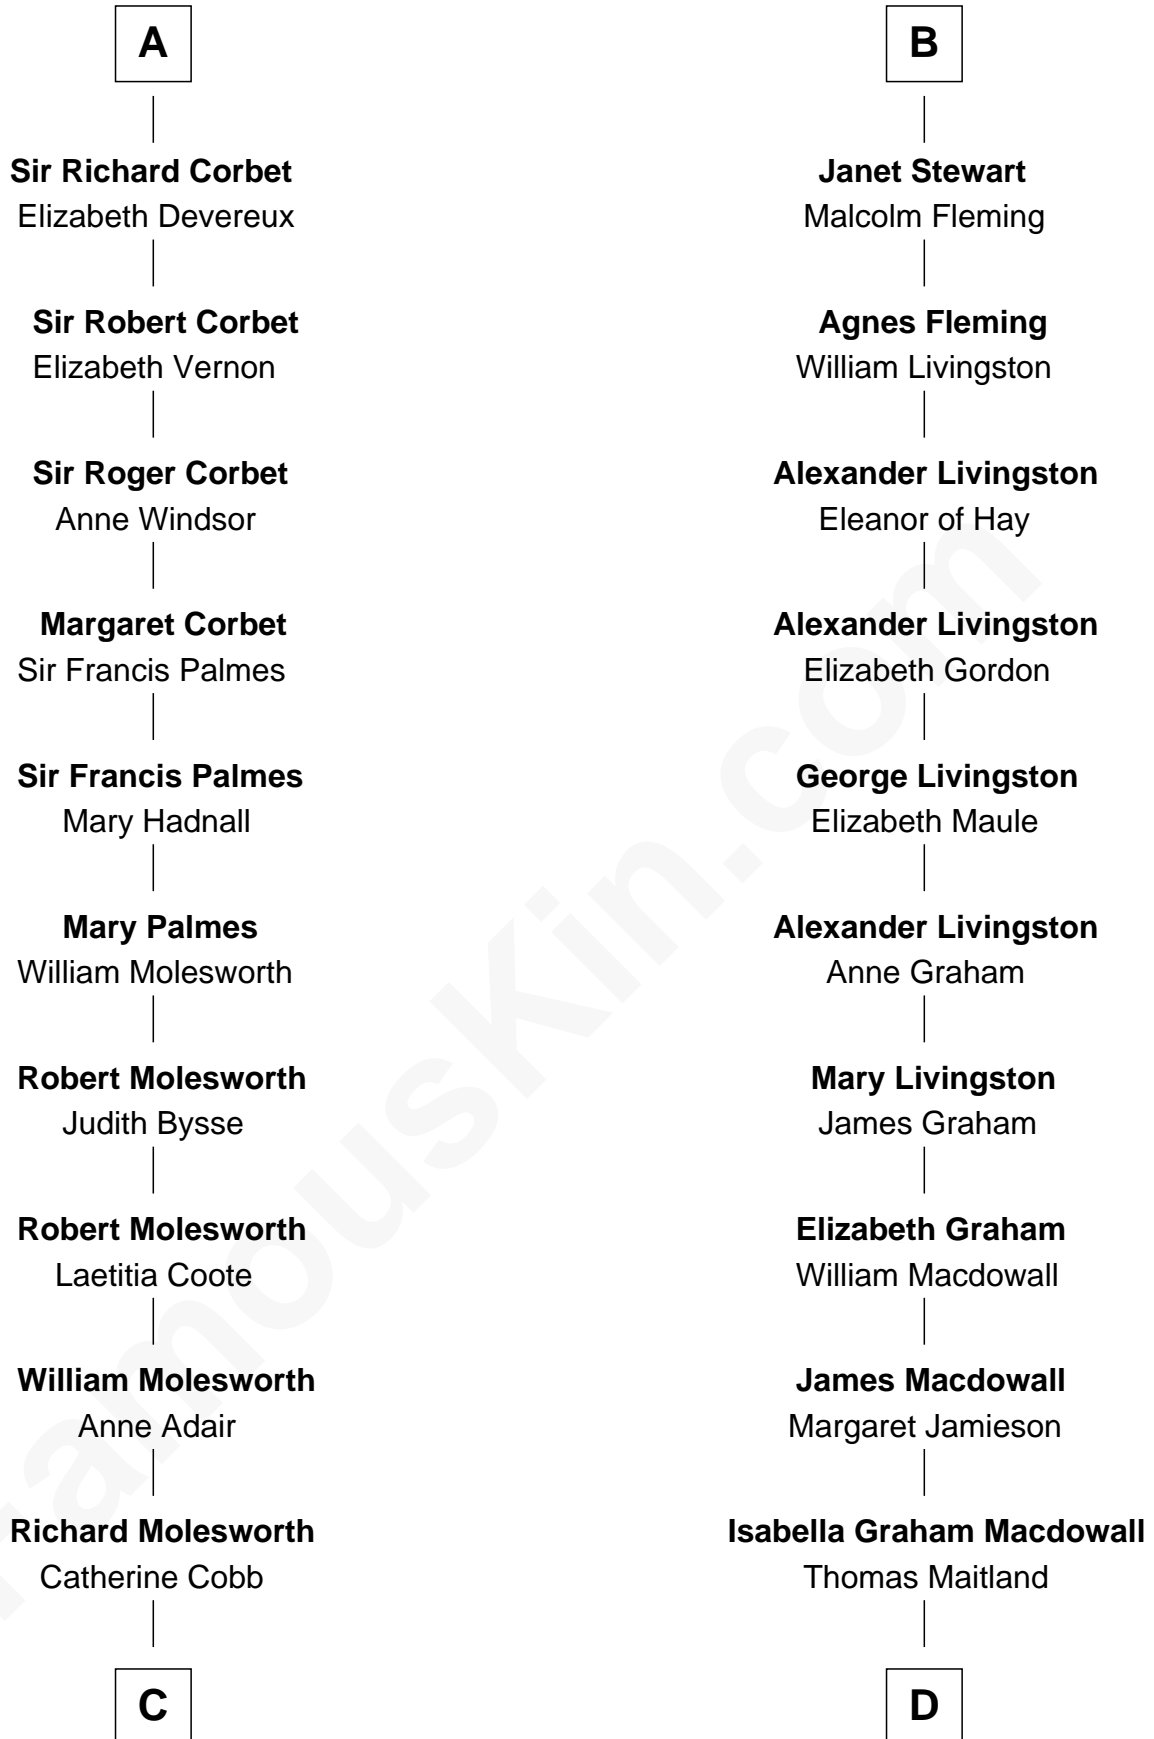 A
Sir Richard Corbet
Elizabeth Devereux
Sir Robert Corbet
Elizabeth Vernon
Sir Roger Corbet
Anne Windsor
Margaret Corbet
Sir Francis Palmes
Sir Francis Palmes
Mary Hadnall
Mary Palmes
William Molesworth
Robert Molesworth
Judith Bysse
Robert Molesworth
Laetitia Coote
William Molesworth
Anne Adair
Richard Molesworth
Catherine Cobb
C
B
Janet Stewart
Malcolm Fleming
Agnes Fleming
William Livingston
Alexander Livingston
Eleanor of Hay
Alexander Livingston
Elizabeth Gordon
George Livingston
Elizabeth Maule
Alexander Livingston
Anne Graham
Mary Livingston
James Graham
Elizabeth Graham
William Macdowall
James Macdowall
Margaret Jamieson
Isabella Graham Macdowall
Thomas Maitland
D
FamousKin.com